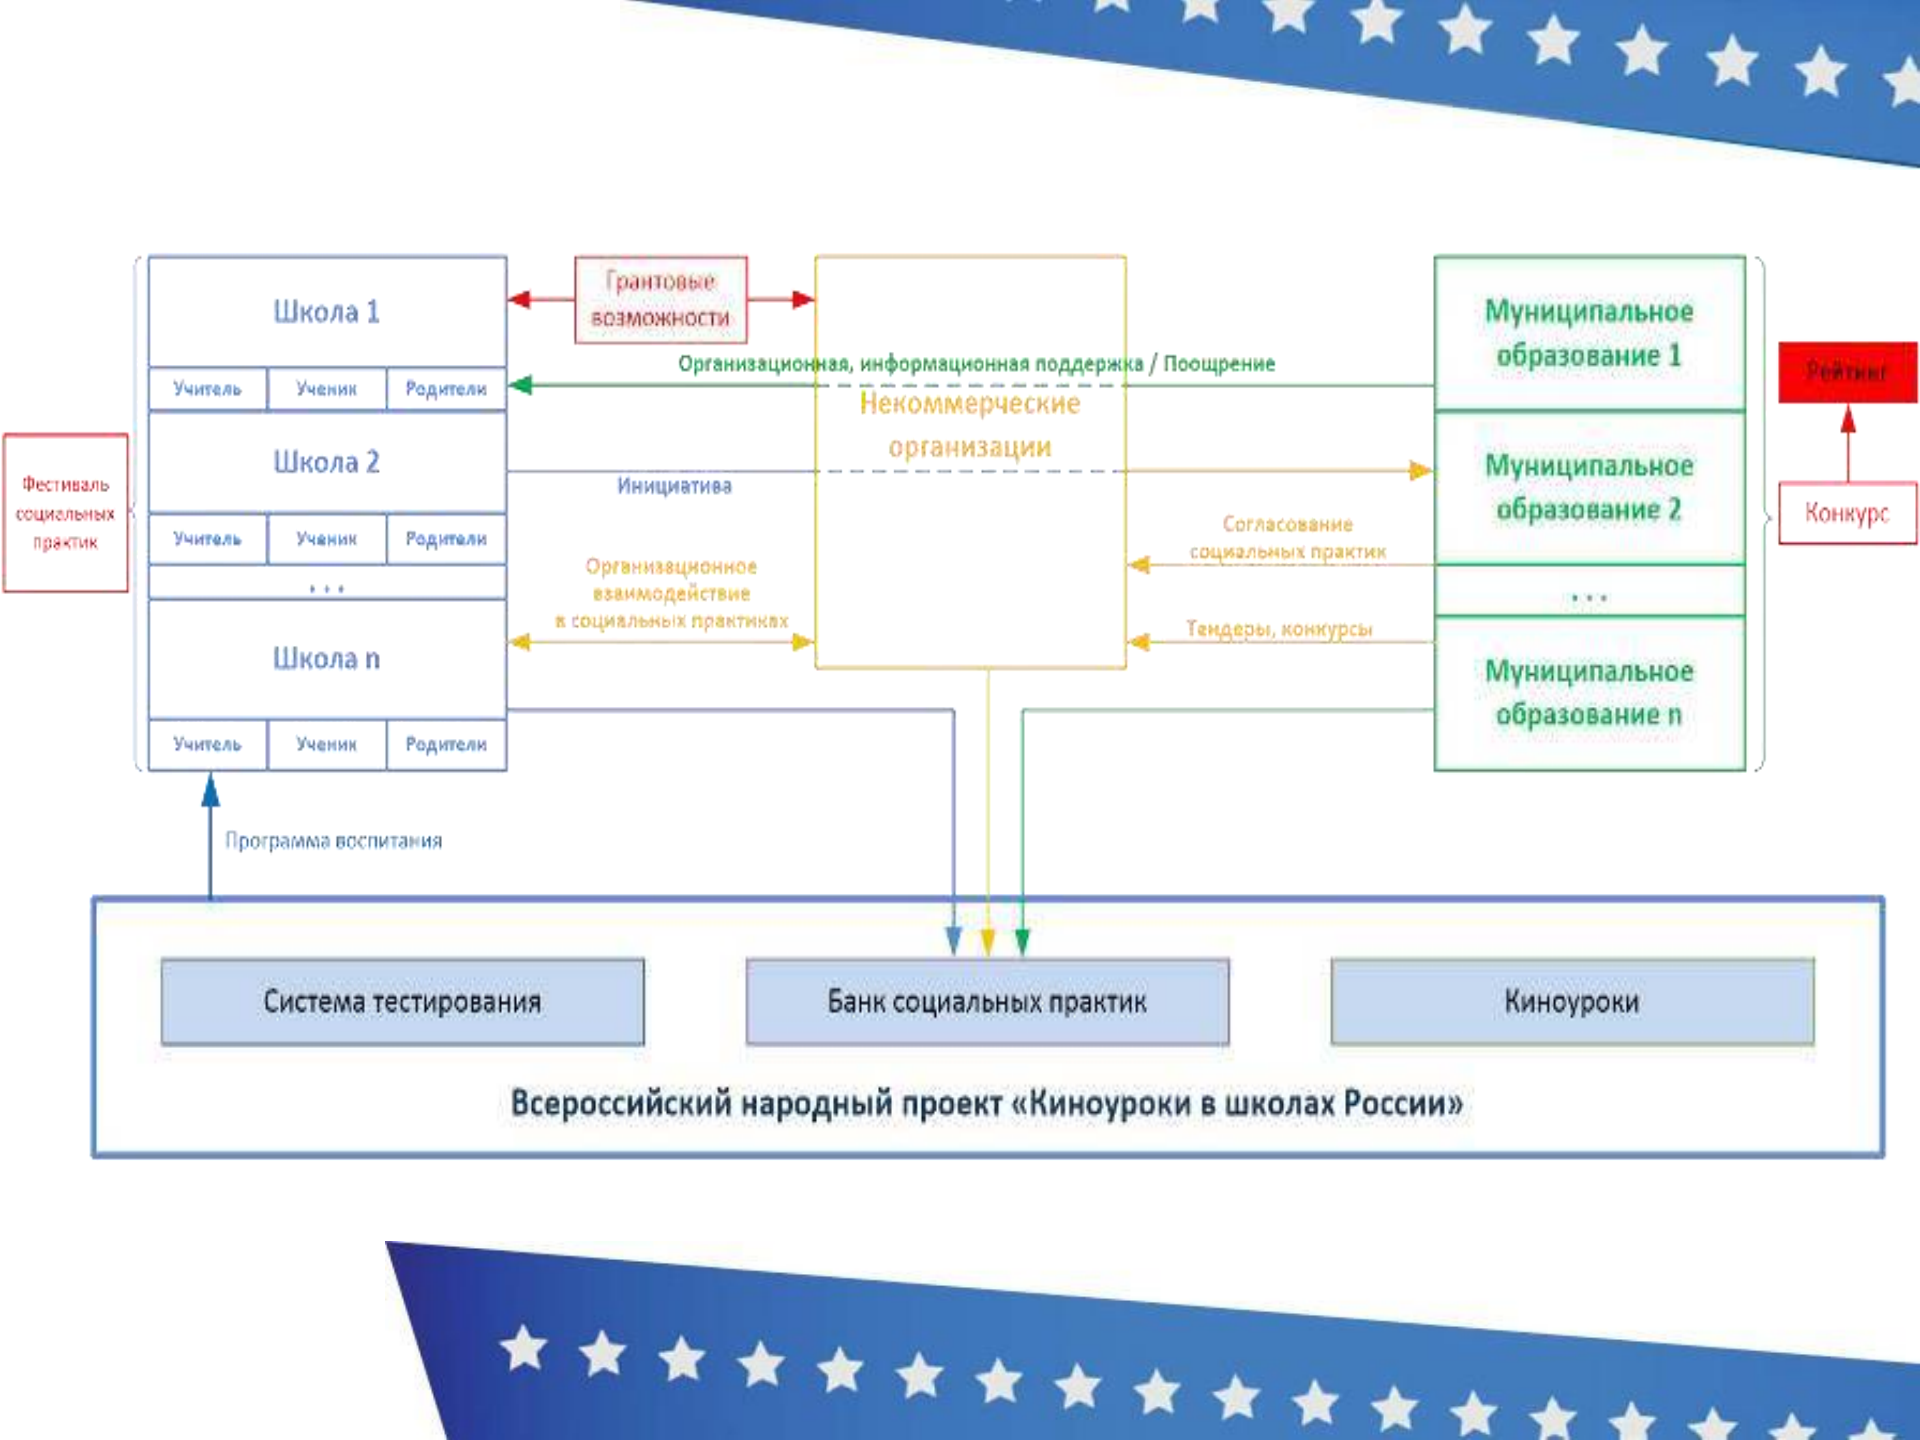 Фестиваль
социальных
практик
Школа 1
Учитель
Ученик
Родители
Школа 2
Учитель
Ученик
Родители
...
Школа n
Учитель
Ученик
Родители
Грантовые
возможности
Организационная, информационная поддержка / Поощрение
Некоммерческие
организации
Инициатива
Организационное
взаимодействие
в социальных практиках
Согласование
социальных практик
Тендеры, конкурсы
Муниципальное
образование 1
Муниципальное
образование 2
...
Муниципальное
образование n
Рейтинг
Конкурс
Программа воспитания
Система тестирования
Банк социальных практик
Киноуроки
Всероссийский народный проект «Киноуроки в школах России»